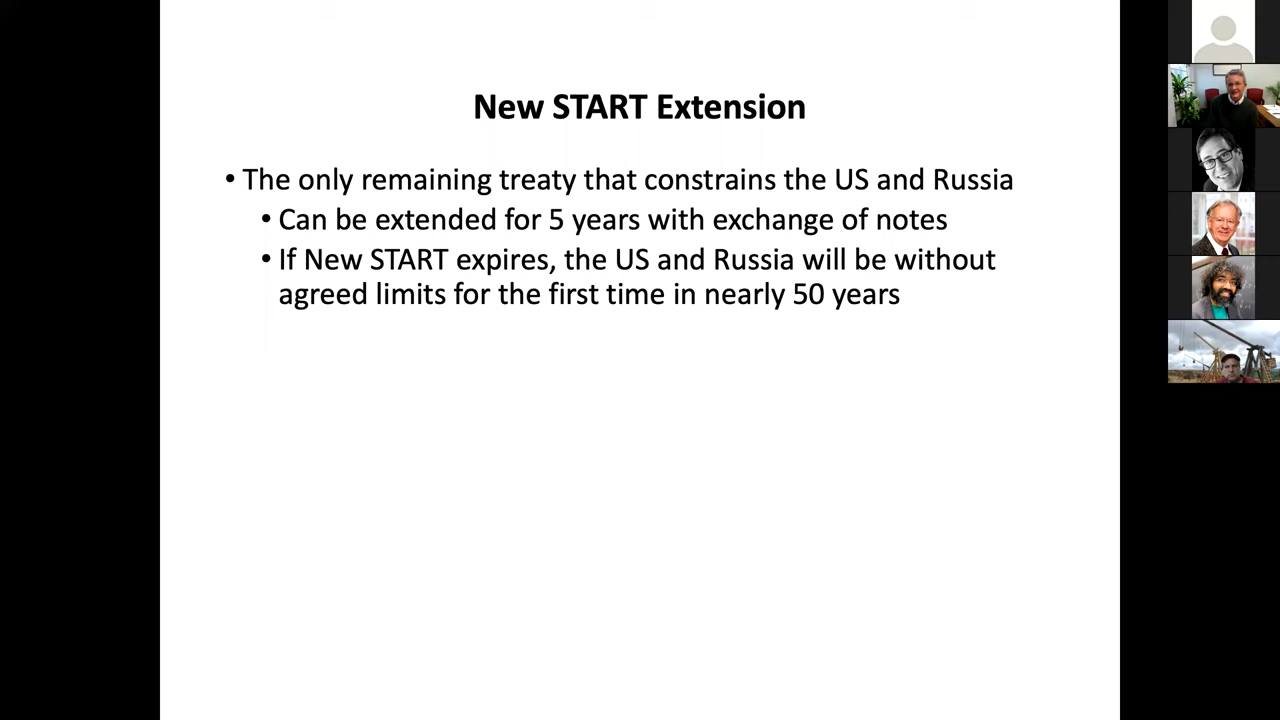 New START Extension
• The only remaining treaty that constrains the US and Russia
• Can be extended for 5 years with exchange of notes
• If New START expires, the US and Russia will be without
agreed limits for the first time in nearly 50 years